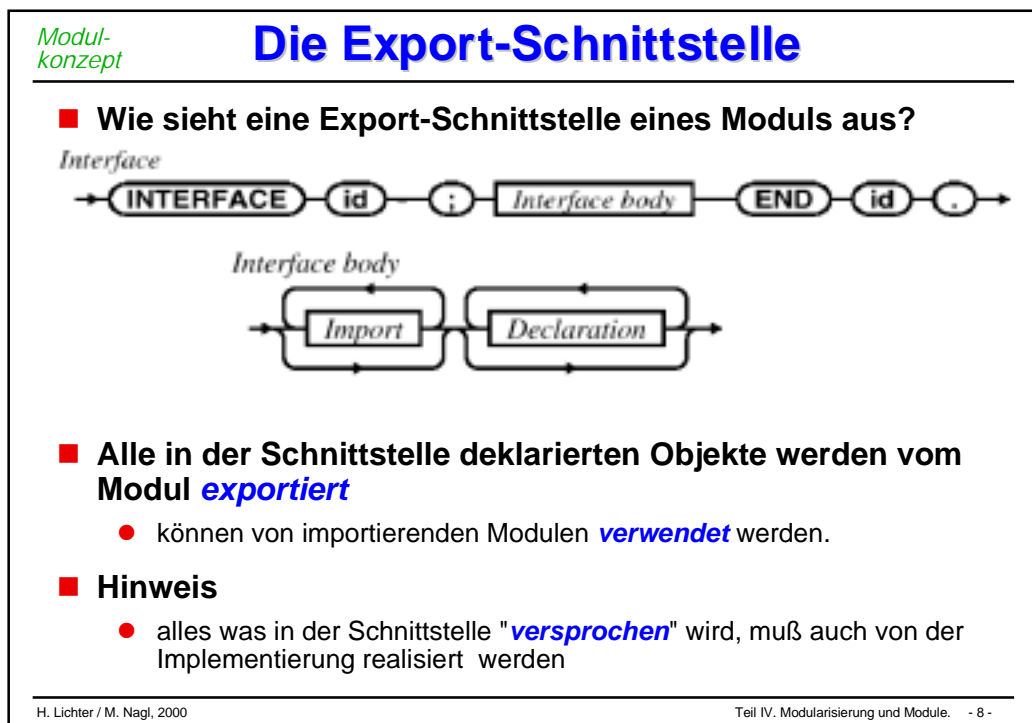 Modul-
konzept
Die Export-Schnittstelle
Wie sieht eine Export-Schnittstelle eines Moduls aus?
Interface
INTERFACE id ; Interface body END id .
Interface body
Import Declaration
Alle in der Schnittstelle deklarierten Objekte werden vom
Modul exportiert
können von importierenden Modulen verwendet werden.
Hinweis
alles was in der Schnittstelle "versprochen" wird, muß auch von der
Implementierung realisiert werden
H. Lichter / M. Nagl, 2000 Teil IV. Modularisierung und Module. - 8 -